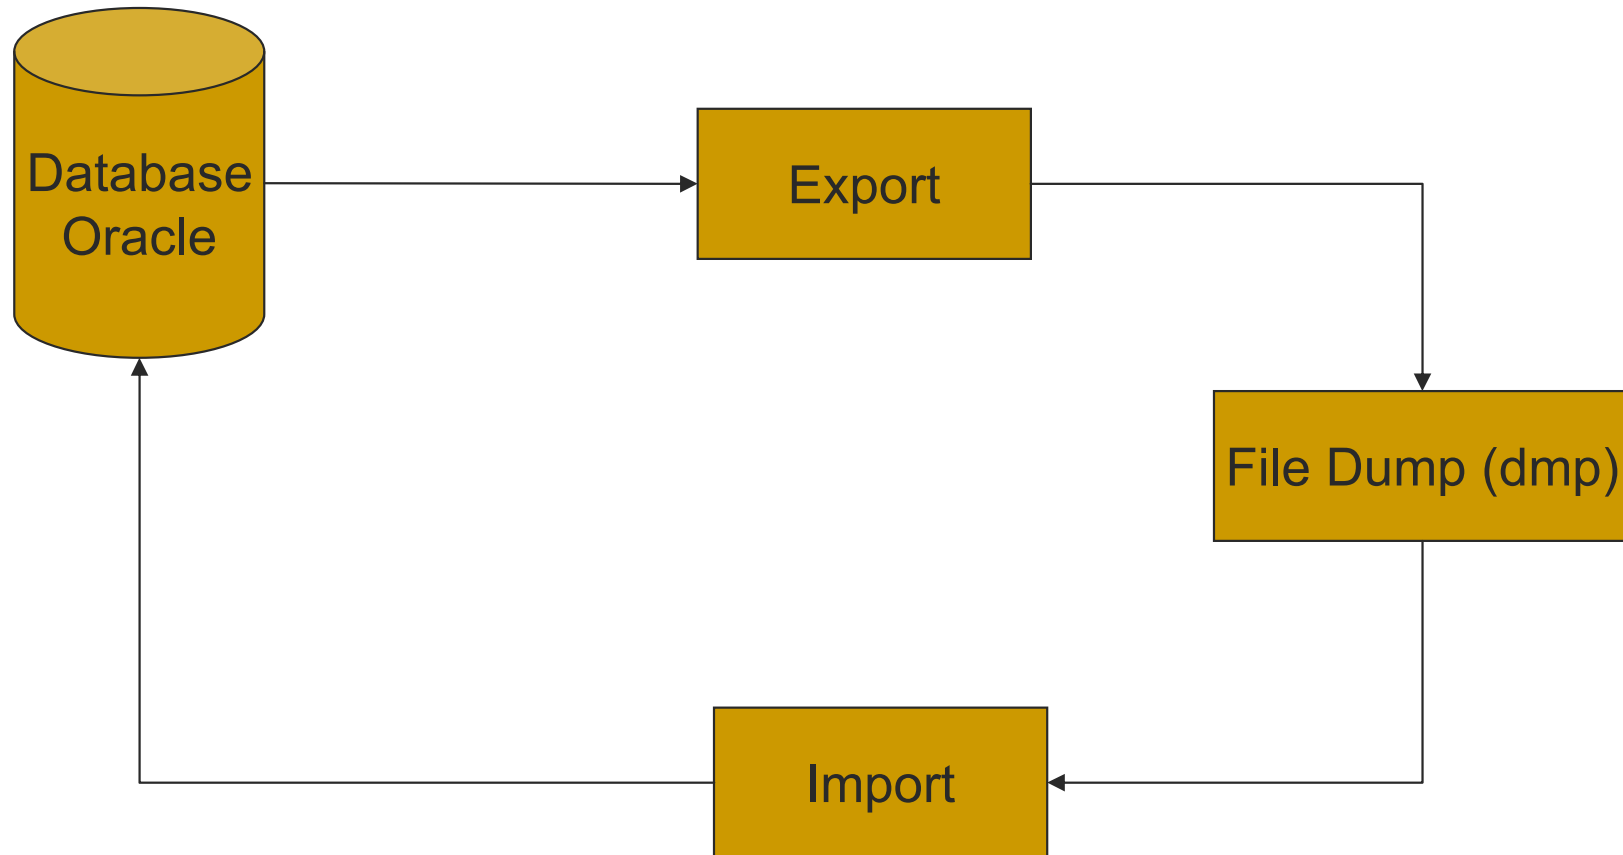 Database
Oracle
Export
File Dump (dmp)
Import